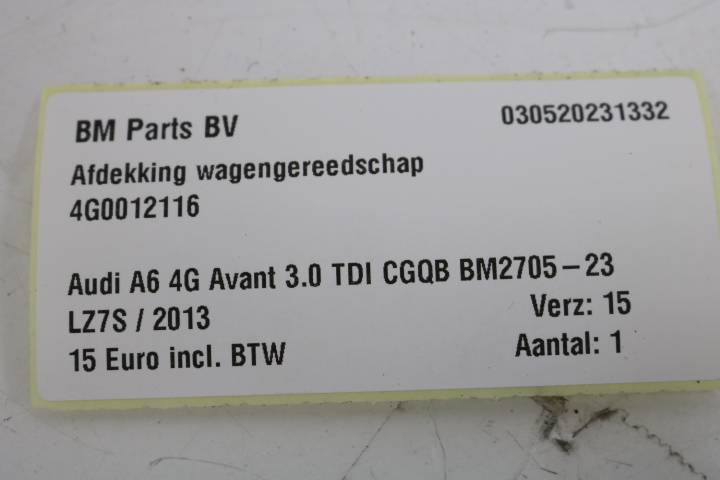 BM Parts BV 030520231332
Afdekking wagengereedschap
4G0012116
Audi A6 4G Avant 3.0 TDI CGQB BM2705-23
LZ7S / 2013 Verz: 15
15 Euro incl. BTW Aantal: 1